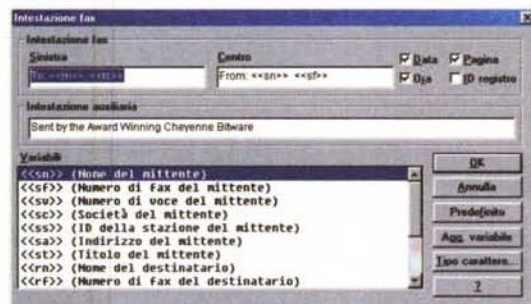 Intestazione fax
Intestazione fax
Sinistra
Centro
Data
Pagina
To:
From: <<sn>> <<sf>>
Ora
ID registro
Intestazione ausiliaria
Sent by the Award Winning Cheyenne Bitware
Variabili
<<sn>> (Nome del mittente)
<<sf>> (Numero di fax del mittente)
<<sv>> (Numero di voce del mittente)
<<sc>> (Società del mittente)
<<ss>> (ID della stazione del mittente)
<<sa>> (Indirizzo del mittente)
<<st>> (Titolo del mittente)
<<rn>> (Nome del destinatario)
<<rf>> (Numero di fax del destinatario)
OK
Annulla
Predefinito
Agg. variabile
Tipo carattere...
?